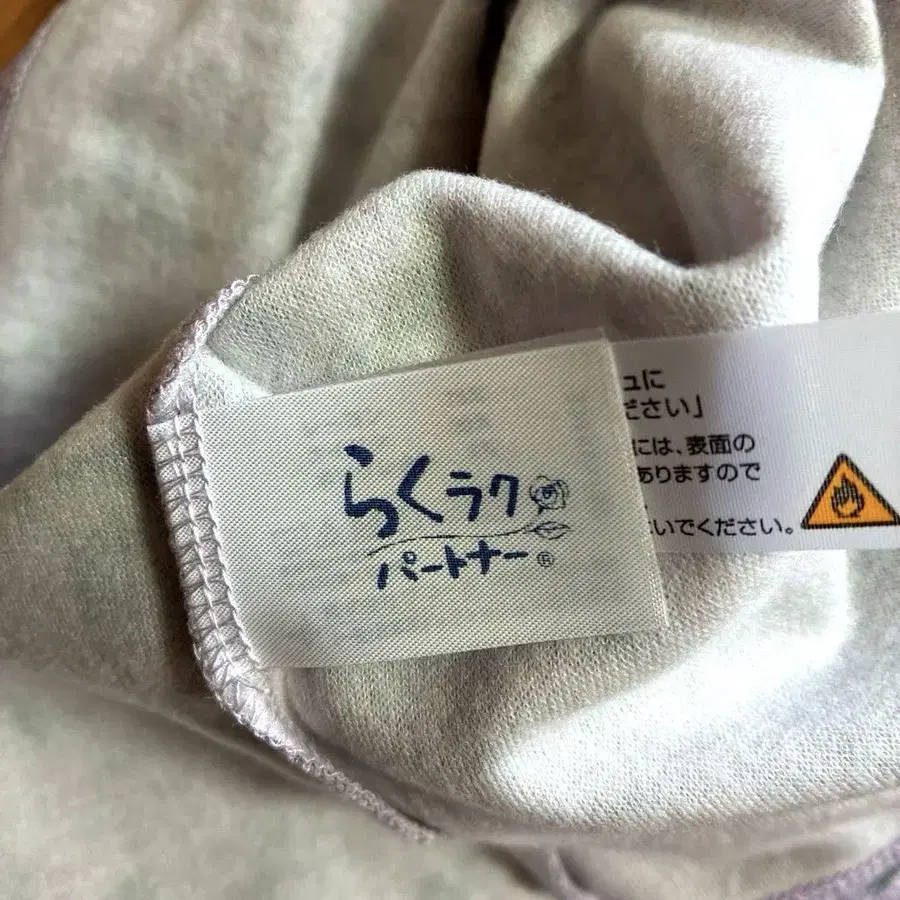 らくラク
パートナー®
ュに
ださい」
には、表面の
ありますので
いでください。